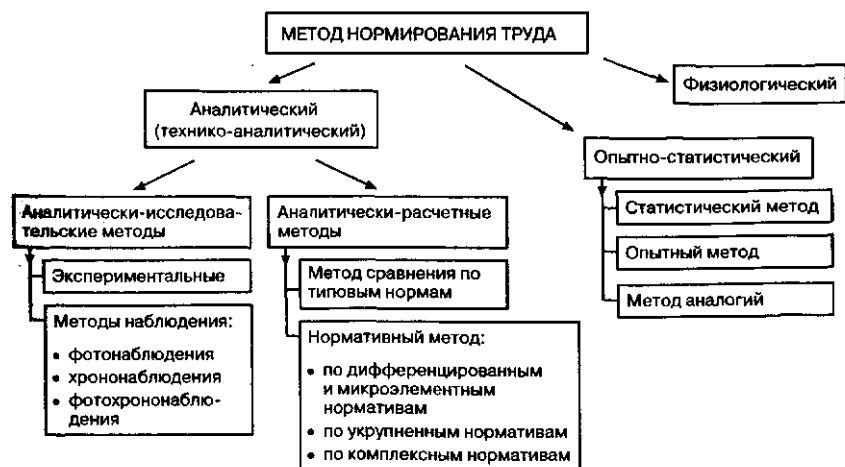 МЕТОД НОРМИРОВАНИЯ ТРУДА
Физиологический
Аналитический
(технико-аналитический)
Опытно-статистический
Статистический метод
Опытный метод
Метод аналогий
Аналитически-исследова-
тельские методы
Экспериментальные
Методы наблюдения:
• фотонаблюдения
• хрононаблюдения
• фотохрононаблю-
дения
Аналитически-расчетные
методы
Метод сравнения по
типовым нормам
Нормативный метод:
• по дифференцированным
и микроэлементным
нормативам
• по укрупненным нормативам
• по комплексным нормативам